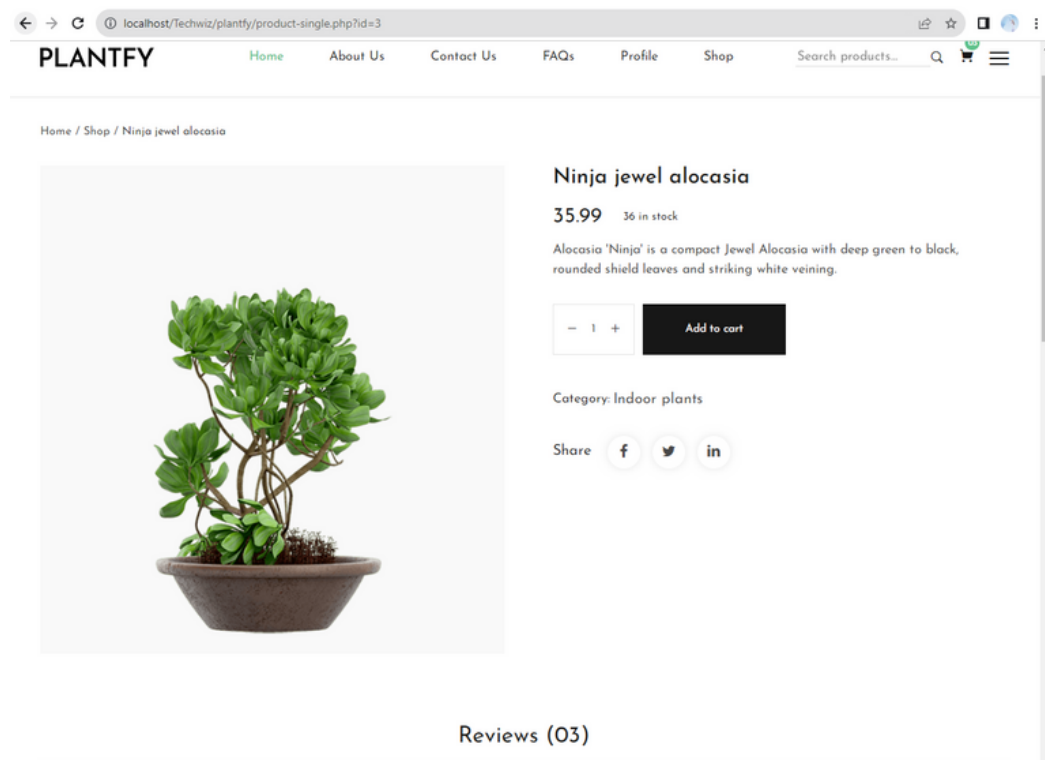 localhost/Techwiz/plantfy/product-single.php?id=3
PLANTFY Home About Us Contact Us FAQs Profile Shop Search products...
Home / Shop / Ninja jewel alocasia
Ninja jewel alocasia
35.99 36 in stock
Alocasia 'Ninja' is a compact Jewel Alocasia with deep green to black,
rounded shield leaves and striking white veining.
− 1 + Add to cart
Category: Indoor plants
Share f in
Reviews (03)